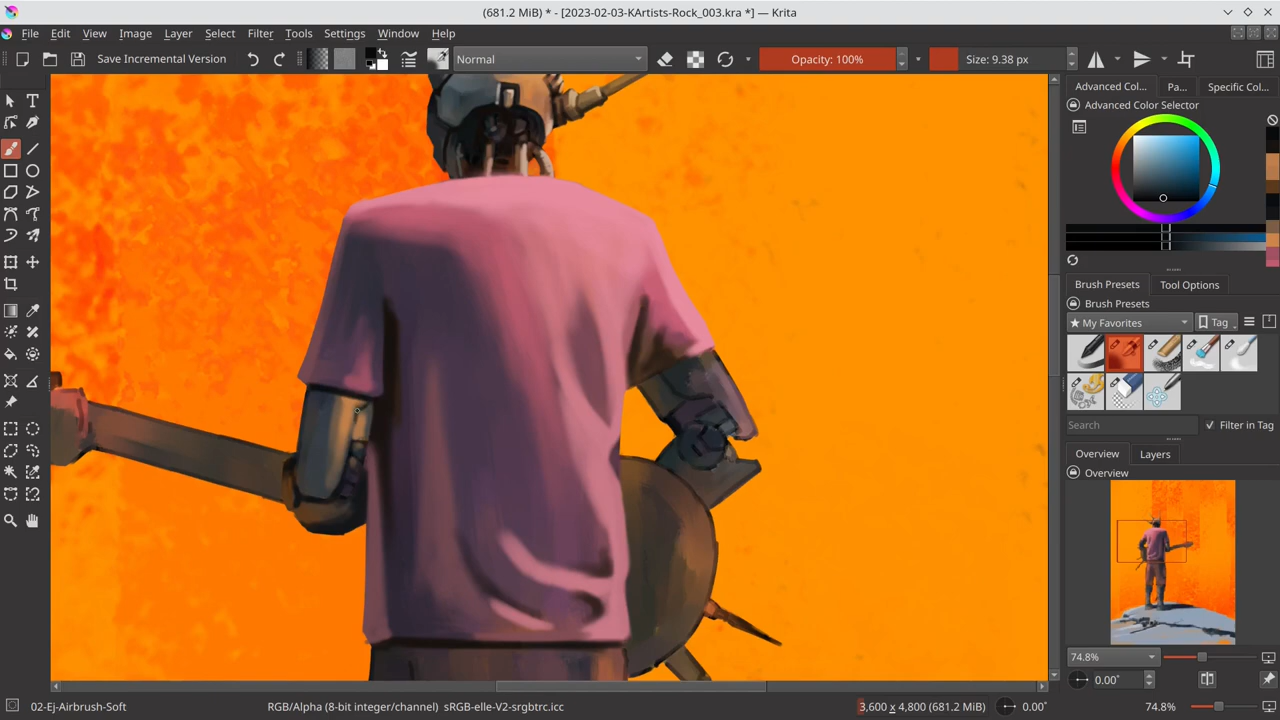 (681.2 MiB) * - [2023-02-03-KArtists-Rock_003.kra *] — Krita
File Edit View Image Layer Select Filter Tools Settings Window Help
Save Incremental Version
Normal
Opacity: 100%
Size: 9.38 px
Advanced Col...
Pa...
Specific Col...
Advanced Color Selector
Brush Presets
Tool Options
Brush Presets
★ My Favorites
Tag
Search
Filter in Tag
Overview
Layers
Overview
74.8%
0.00°
02-Ej-Airbrush-Soft
RGB/Alpha (8-bit integer/channel) sRGB-elle-V2-srgbtrc.icc
3,600 x 4,800 (681.2 MiB)
0.00°
74.8%